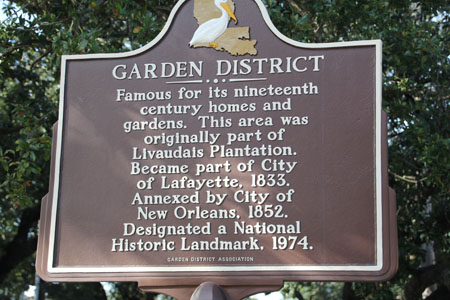 GARDEN DISTRICT
Famous for its nineteenth
century homes and
gardens. This area was
originally part of
Livaudais Plantation.
Became part of City
of Lafayette, 1833.
Annexed by City of
New Orleans, 1852.
Designated a National
Historic Landmark, 1974.
GARDEN DISTRICT ASSOCIATION